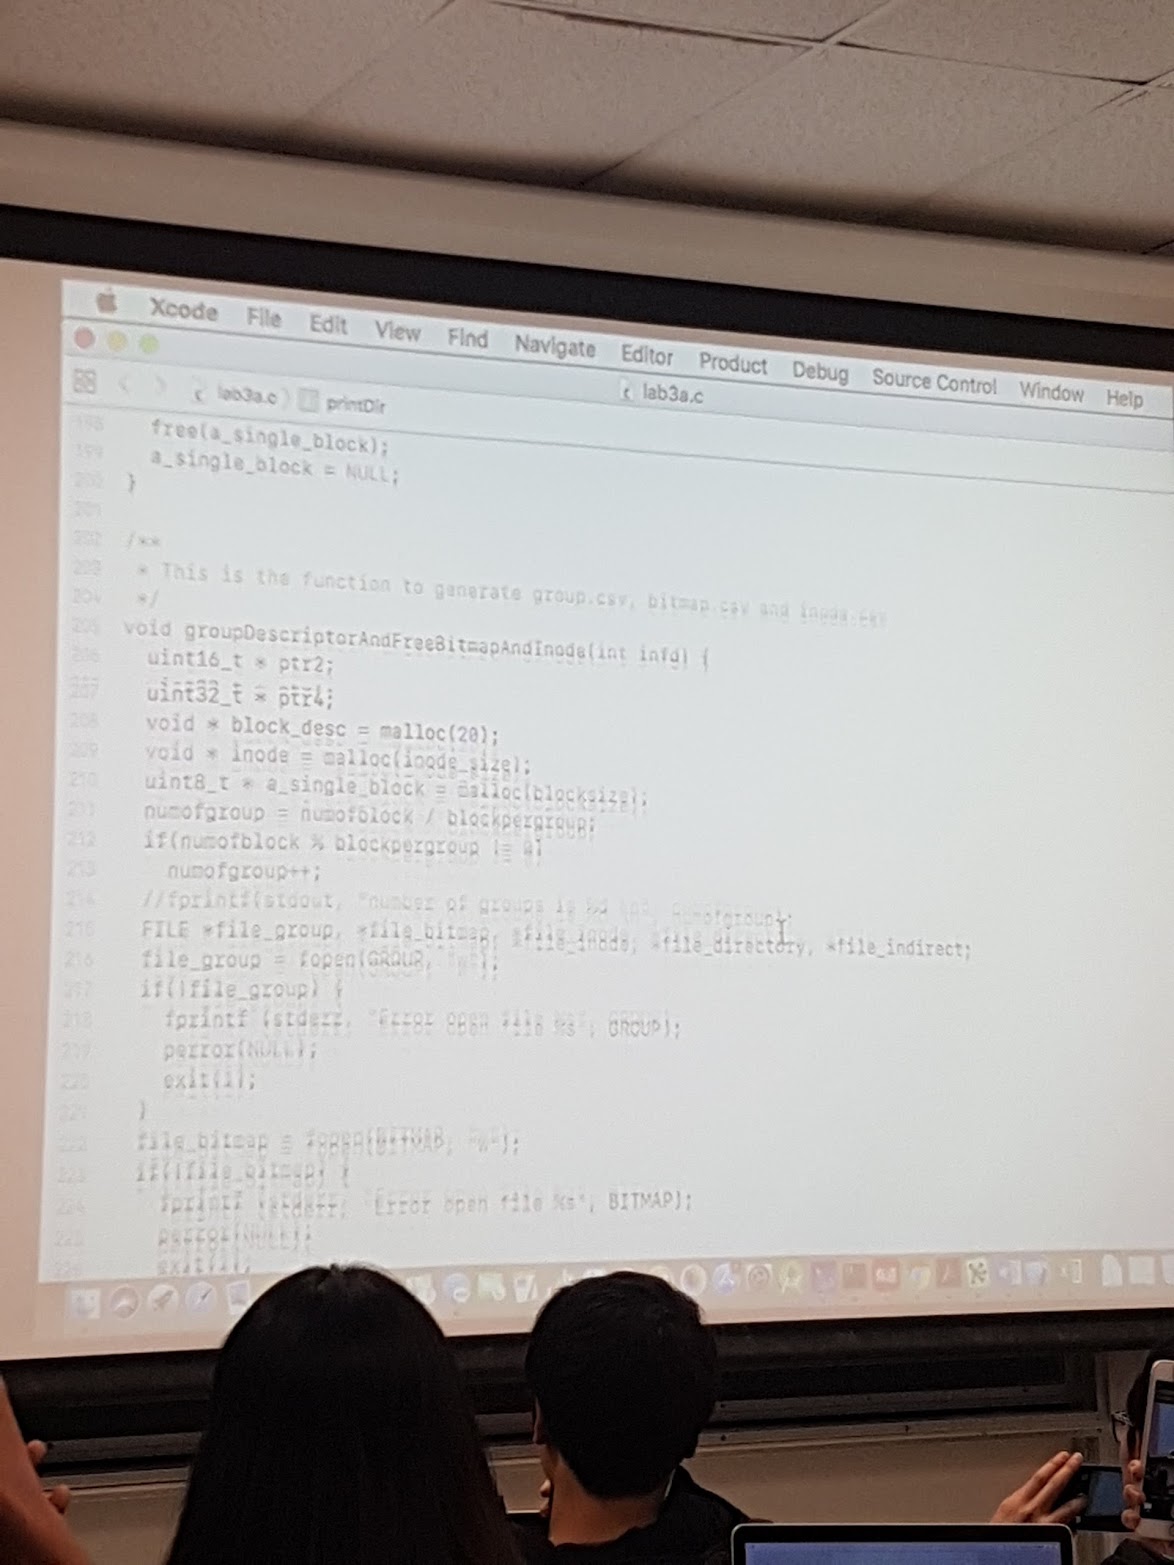 Xcode File Edit View Find Navigate Editor Product Debug Source Control Window Help
lab3a.c
lab3a.c printDir
198 free(a_single_block);
199 a_single_block = NULL;
200 }
201
202 /**
203 * This is the function to generate group.csv, bitmap.csv and inode.csv
204 */
205 void groupDescriptorAndFreeBitmapAndInode(int infd) {
206 uint16_t * ptr2;
207 uint32_t * ptr4;
208 void * block_desc = malloc(20);
209 void * inode = malloc(inode_size);
210 uint8_t * a_single_block = malloc(blocksize);
211 numofgroup = numofblock / blockpergroup;
212 if(numofblock % blockpergroup != 0)
213 numofgroup++;
214 //fprintf(stdout, "number of groups is %d numofgroup);
215 FILE *file_group, *file_bitmap, *file_inode, *file_directory, *file_indirect;
216 file_group = fopen(GROUP, "w");
217 if(!file_group) {
218 fprintf (stderr, "Error open file %s", GROUP);
219 perror(NULL);
220 exit(1);
221 }
222 file_bitmap = fopen(BITMAP, "w");
223 if(!file_bitmap) {
224 fprintf (stderr, "Error open file %s", BITMAP);
225 perror(NULL);
226 exit(1);